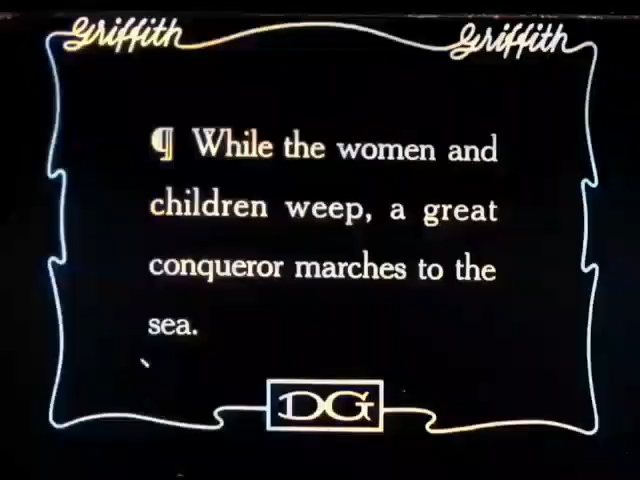 Griffith Griffith
¶ While the women and
children weep, a great
conqueror marches to the
sea.
DG